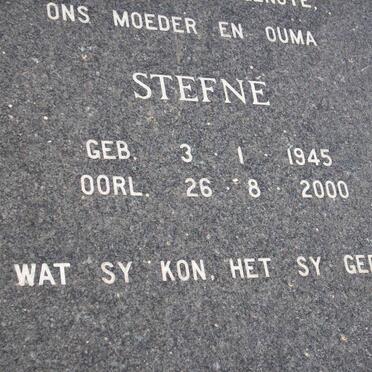 ONS MOEDER EN OUMA
STEFNÉ
GEB. 3 · 1 1945
OORL. 26 · 8 · 2000
WAT SY KON, HET SY